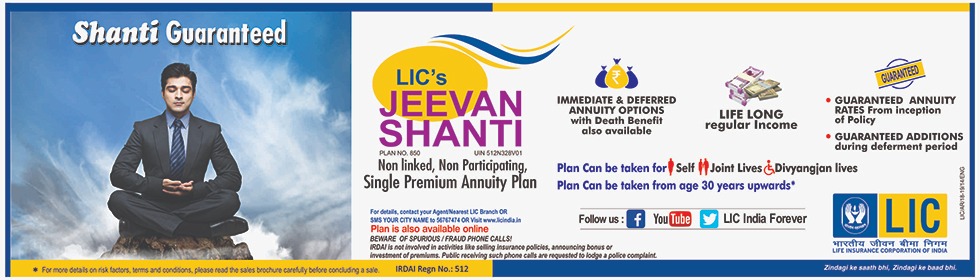 Shanti Guaranteed
LIC's
JEEVAN
SHANTI
PLAN NO. 850 UIN 512N328V01
Non linked, Non Participating,
Single Premium Annuity Plan
IMMEDIATE & DEFERRED
ANNUITY OPTIONS
with Death Benefit
also available
LIFE LONG
regular Income
GUARANTEED
• GUARANTEED ANNUITY
RATES From inception
of Policy
• GUARANTEED ADDITIONS
during deferment period
Plan Can be taken for Self Joint Lives Divyangjan lives
Plan Can be taken from age 30 years upwards*
For details, contact your Agent/Nearest LIC Branch OR
SMS YOUR CITY NAME to 56767474 OR Visit www.licindia.in
Plan is also available online
BEWARE OF SPURIOUS / FRAUD PHONE CALLS!
IRDAI is not involved in activities like selling insurance policies, announcing bonus or
investment of premiums. Public receiving such phone calls are requested to lodge a police complaint.
Follow us : f YouTube LIC India Forever
LIC/AR/18-19/14/ENG
LIC
भारतीय जीवन बीमा निगम
LIFE INSURANCE CORPORATION OF INDIA
* For more details on risk factors, terms and conditions, please read the sales brochure carefully before concluding a sale.
IRDAI Regn No.: 512
Zindagi ke saath bhi, Zindagi ke baad bhi.